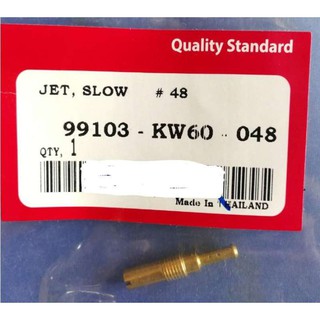 Quality Standard
JET, SLOW # 48
99103 - KW60 - 048
QTY, 1
Made In THAILAND